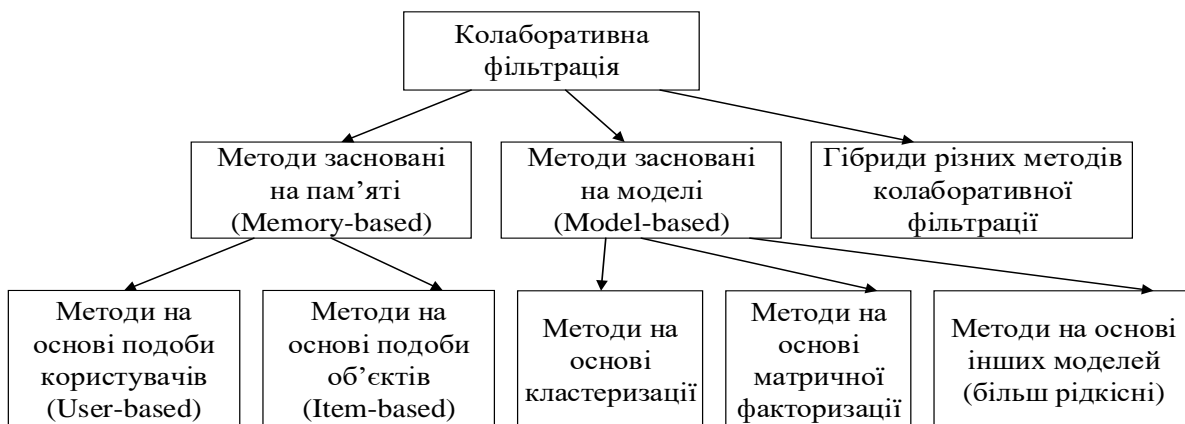 Колаборативна
фільтрація
Методи засновані
на пам’яті
(Memory-based)
Методи засновані
на моделі
(Model-based)
Гібриди різних методів
колаборативної
фільтрації
Методи на
основі подоби
користувачів
(User-based)
Методи на
основі подоби
об’єктів
(Item-based)
Методи на
основі
кластеризації
Методи на
основі
матричної
факторизації
Методи на основі
інших моделей
(більш рідкісні)